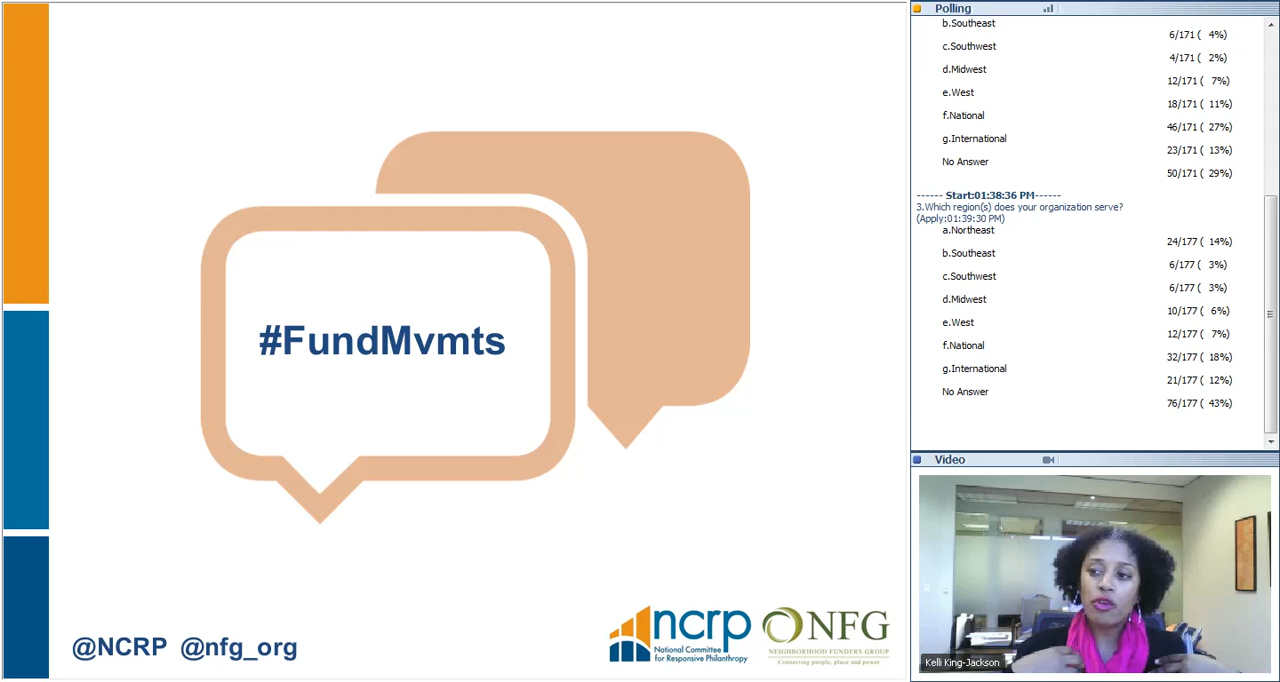 #FundMvmts
@NCRP @nfg_org
ncrp
National Committee
for Responsive Philanthropy
NFG
NEIGHBORHOOD FUNDERS GROUP
Connecting people, place and power
Polling
b.Southeast
6/171 ( 4%)
c.Southwest
4/171 ( 2%)
d.Midwest
12/171 ( 7%)
e.West
18/171 ( 11%)
f.National
46/171 ( 27%)
g.International
23/171 ( 13%)
No Answer
50/171 ( 29%)
------ Start:01:38:36 PM------
3.Which region(s) does your organization serve?
(Apply:01:39:30 PM)
a.Northeast
24/177 ( 14%)
b.Southeast
6/177 ( 3%)
c.Southwest
6/177 ( 3%)
d.Midwest
10/177 ( 6%)
e.West
12/177 ( 7%)
f.National
32/177 ( 18%)
g.International
21/177 ( 12%)
No Answer
76/177 ( 43%)
Video
Kelli King-Jackson